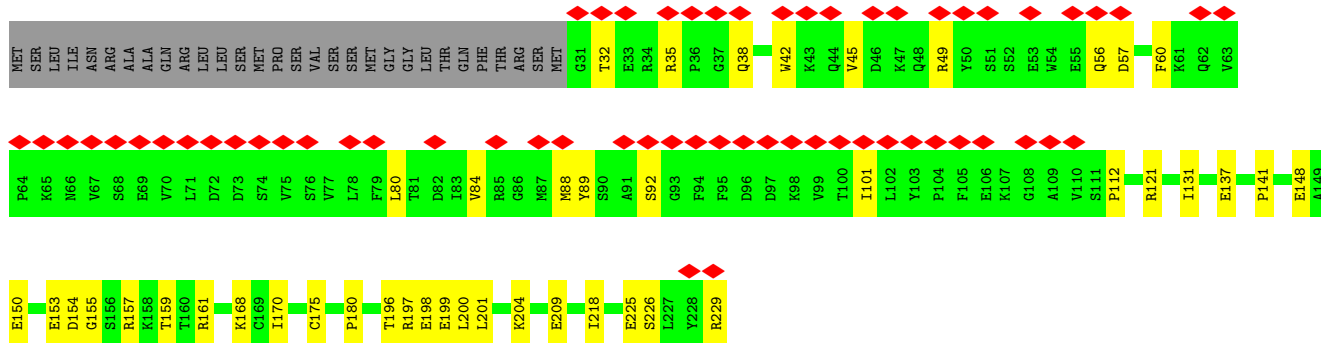 MET SER LEU ILE ASN ARG ALA ALA GLN ARG LEU LEU SER MET PRO SER VAL SER SER MET GLY GLY LEU THR GLN PHE THR ARG SER MET G31 T32 E33 R34 R35 P36 G37 Q38 W42 K43 Q44 V45 D46 K47 Q48 R49 Y50 S51 S52 E53 W54 E55 Q56 D57 F60 K61 Q62 V63
P64 K65 N66 V67 S68 E69 V70 L71 D72 D73 S74 V75 S76 V77 L78 F79 L80 T81 D82 I83 V84 R85 G86 M87 M88 Y89 S90 A91 S92 G93 F94 F95 D96 D97 K98 V99 T100 I101 L102 Y103 P104 F105 E106 K107 G108 A109 V110 S111 P112 R121 I131 E137 P141 E148 A149
E150 E153 D154 G155 S156 R157 K158 T159 T160 R161 K168 C169 I170 C175 P180 T196 R197 E198 E199 L200 L201 K204 E209 I218 E225 S226 L227 Y228 R229